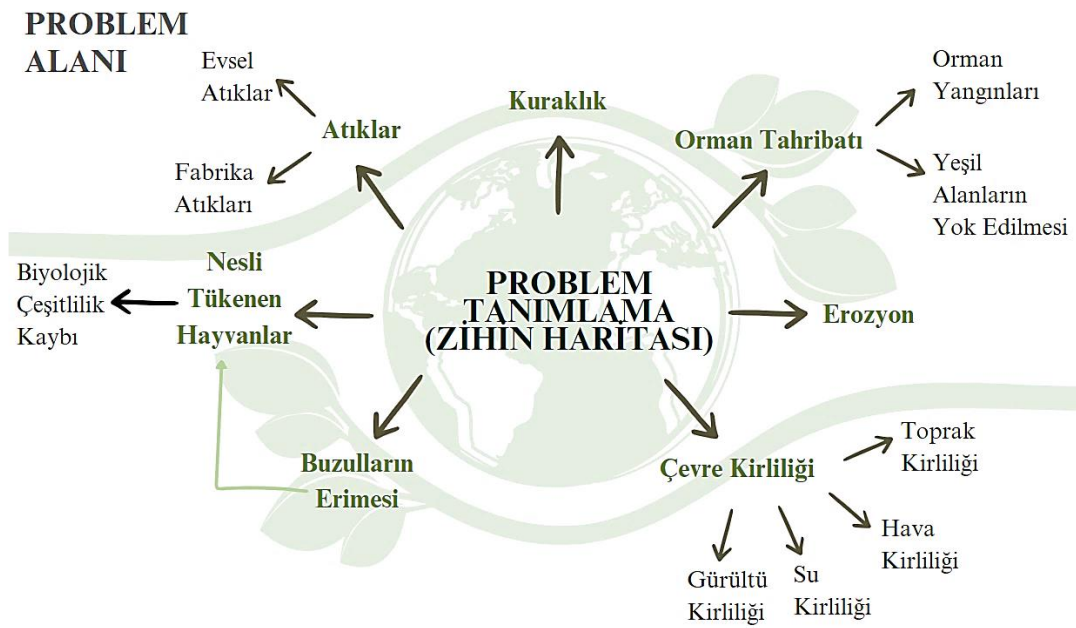 PROBLEM
ALANI
Evsel
Atıklar
Atıklar
Fabrika
Atıkları
Kuraklık
Orman Tahribatı
Orman
Yangınları
Yeşil
Alanların
Yok Edilmesi
Nesli
Tükenen
Hayvanlar
Biyolojik
Çeşitlilik
Kaybı
PROBLEM
TANIMLAMA
(ZİHİN HARİTASI)
Erozyon
Buzulların
Erimesi
Çevre Kirliliği
Toprak
Kirliliği
Hava
Kirliliği
Su
Kirliliği
Gürültü
Kirliliği